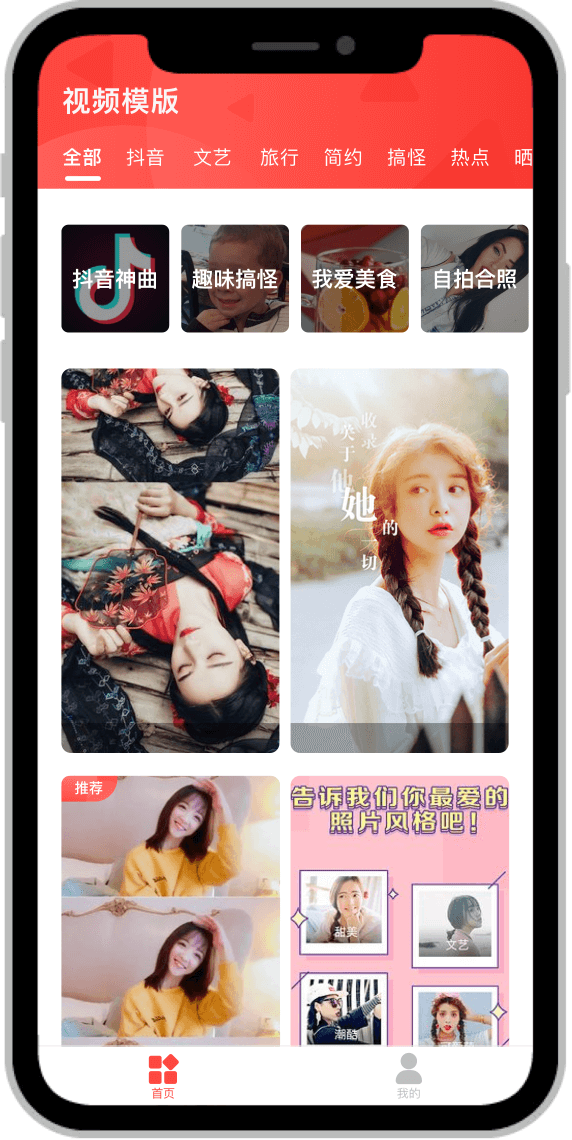 视频模版
全部 抖音 文艺 旅行 简约 搞怪 热点 晒
抖音神曲 趣味搞怪 我爱美食 自拍合照
收录
关于
他
她
的
一切
推荐
告诉我们你最爱的
照片风格吧！
甜美
文艺
潮酷
首页 我的